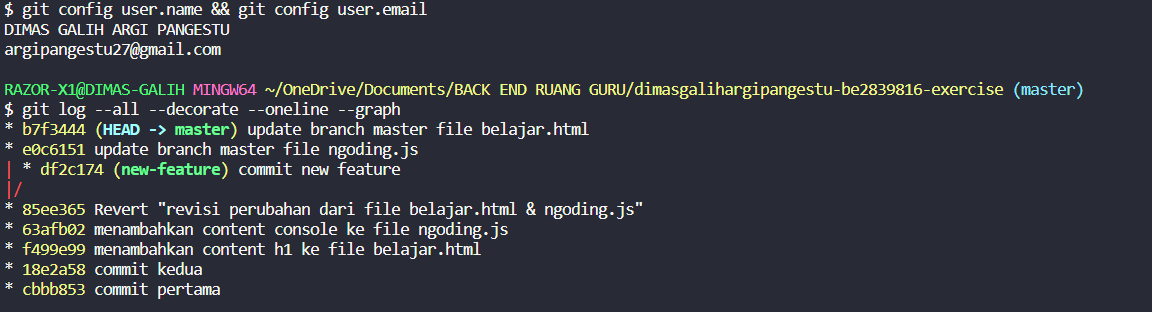 $ git config user.name && git config user.email
DIMAS GALIH ARGI PANGESTU
argipangestu27@gmail.com
RAZOR-X1@DIMAS-GALIH MINGW64 ~/OneDrive/Documents/BACK END RUANG GURU/dimasgalihargipangestu-be2839816-exercise (master)
$ git log --all --decorate --oneline --graph
* b7f3444 (HEAD -> master) update branch master file belajar.html
* e0c6151 update branch master file ngoding.js
| * df2c174 (new-feature) commit new feature
|/
* 85ee365 Revert "revisi perubahan dari file belajar.html & ngoding.js"
* 63afb02 menambahkan content console ke file ngoding.js
* f499e99 menambahkan content h1 ke file belajar.html
* 18e2a58 commit kedua
* cbbb853 commit pertama